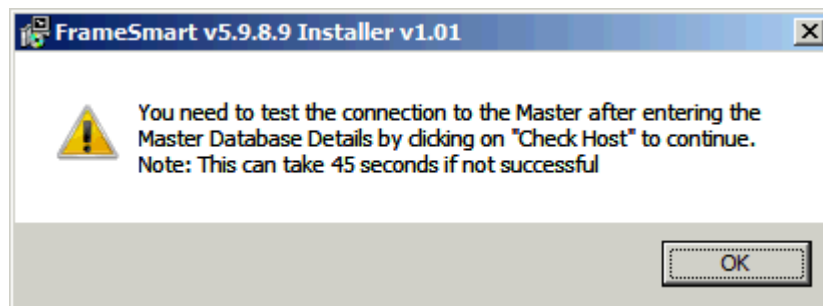 FrameSmart v5.9.8.9 Installer v1.01
You need to test the connection to the Master after entering the
Master Database Details by clicking on "Check Host" to continue.
Note: This can take 45 seconds if not successful
OK